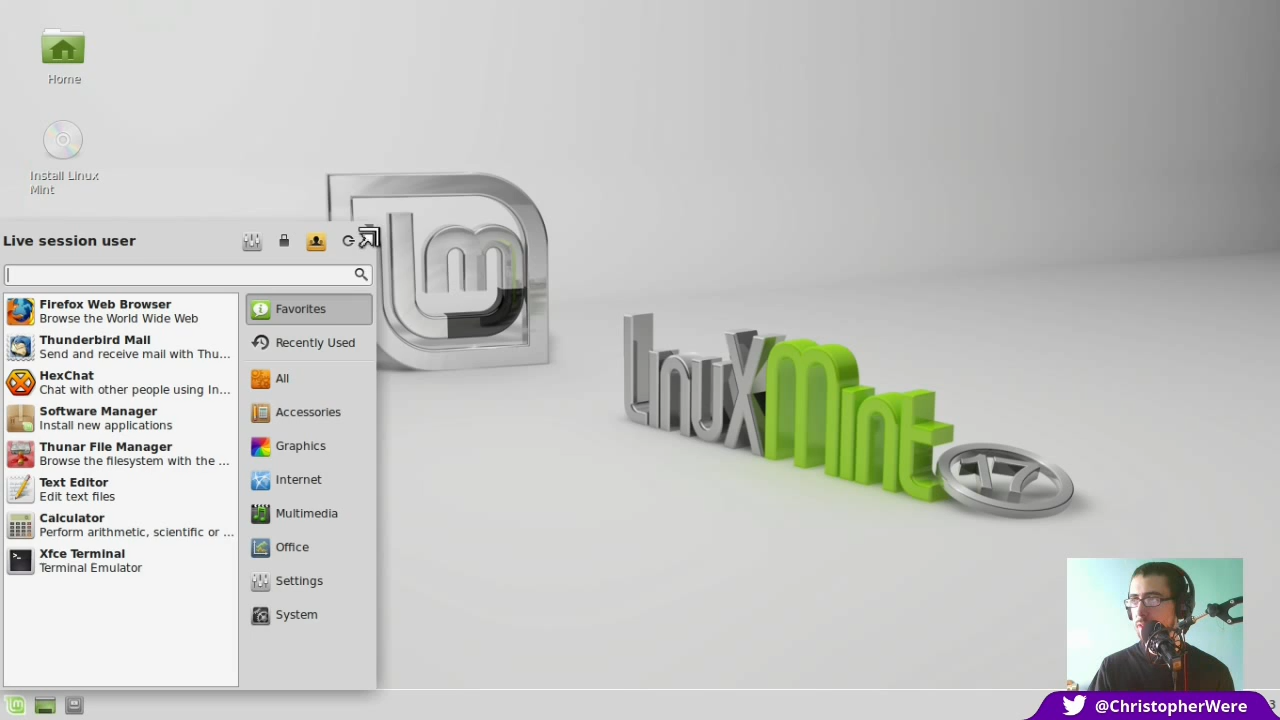 Home
Install Linux
Mint
Live session user
Firefox Web Browser
Browse the World Wide Web
Thunderbird Mail
Send and receive mail with Thu...
HexChat
Chat with other people using In...
Software Manager
Install new applications
Thunar File Manager
Browse the filesystem with the ...
Text Editor
Edit text files
Calculator
Perform arithmetic, scientific or ...
Xfce Terminal
Terminal Emulator
Favorites
Recently Used
All
Accessories
Graphics
Internet
Multimedia
Office
Settings
System
lm
LinuxMint
17
@ChristopherWere